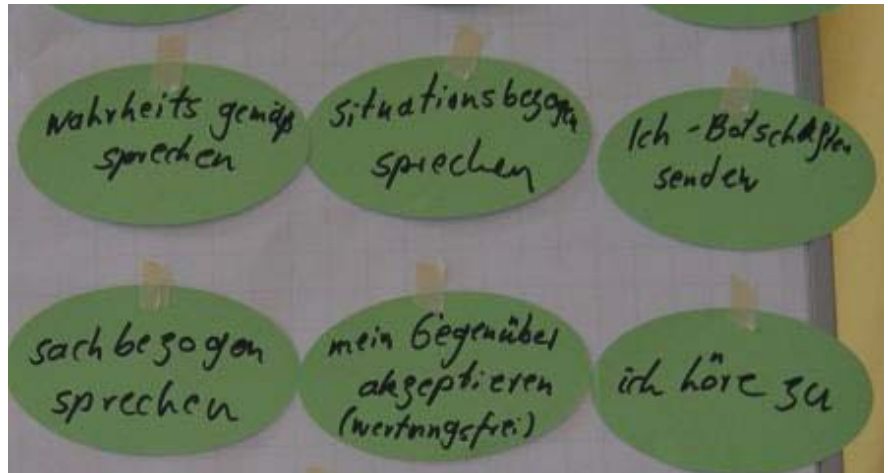 wahrheits gemäß
sprechen
situationsbezogen
sprechen
Ich-Botschaften
senden
sachbezogen
sprechen
mein Gegenüber
akzeptieren
(wertungsfrei)
ich höre zu